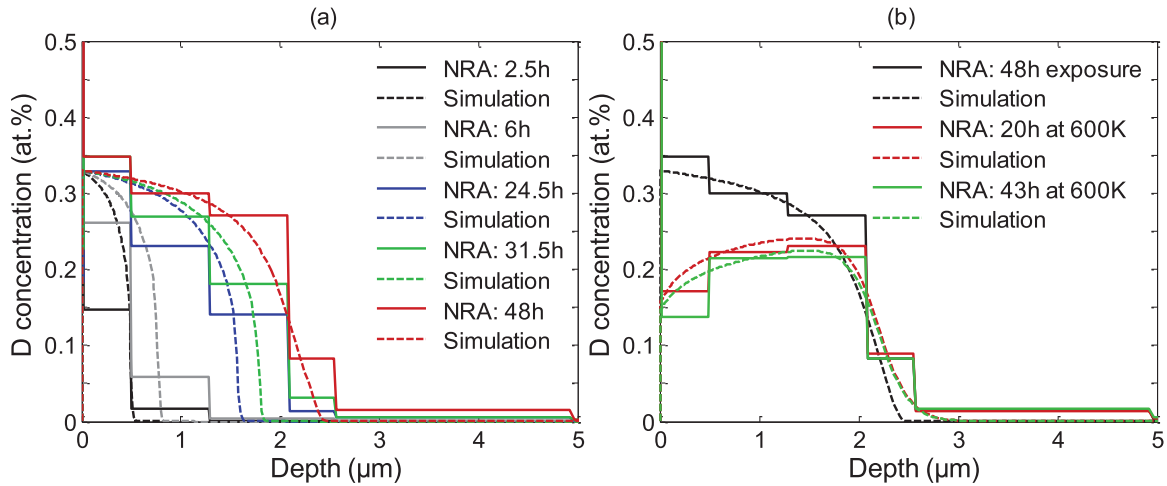 (a)
0.5
0.4
0.3
0.2
0.1
0
D concentration (at.%)
NRA: 2.5h
Simulation
NRA: 6h
Simulation
NRA: 24.5h
Simulation
NRA: 31.5h
Simulation
NRA: 48h
Simulation
0 1 2 3 4 5
Depth (μm)
(b)
0.5
0.4
0.3
0.2
0.1
0
D concentration (at.%)
NRA: 48h exposure
Simulation
NRA: 20h at 600K
Simulation
NRA: 43h at 600K
Simulation
0 1 2 3 4 5
Depth (μm)